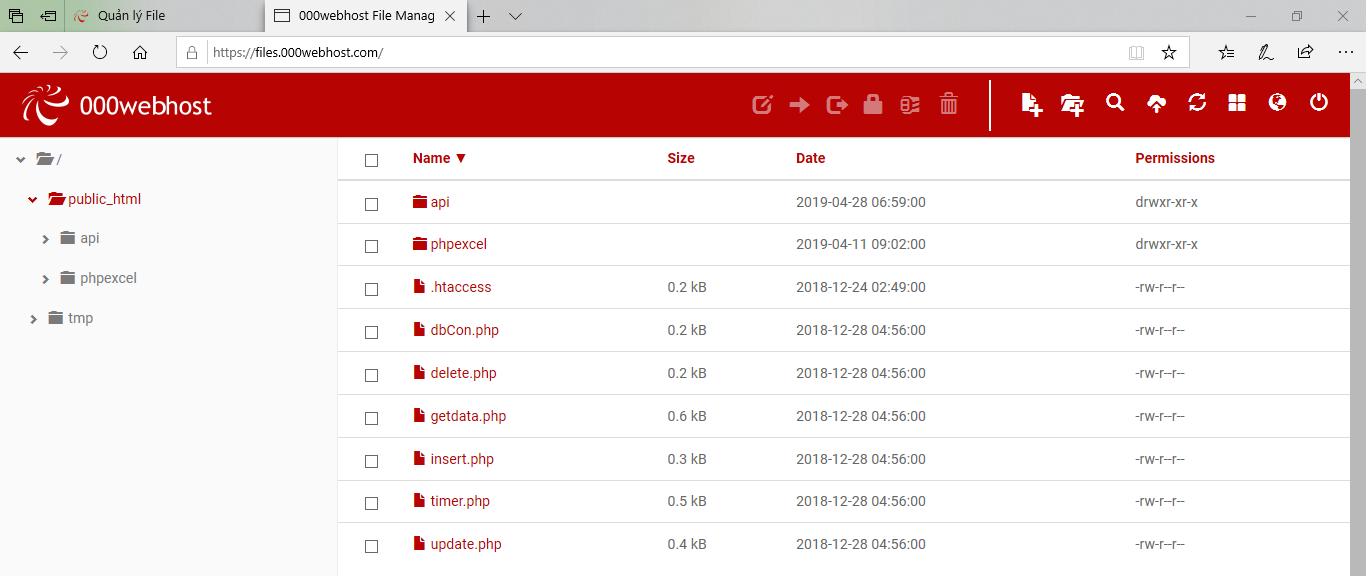 Quản lý File
000webhost File Manag
https://files.000webhost.com/
000webhost
/
public_html
api
phpexcel
tmp
Name ▼ Size Date Permissions
api 2019-04-28 06:59:00 drwxr-xr-x
phpexcel 2019-04-11 09:02:00 drwxr-xr-x
.htaccess 0.2 kB 2018-12-24 02:49:00 -rw-r--r--
dbCon.php 0.2 kB 2018-12-28 04:56:00 -rw-r--r--
delete.php 0.2 kB 2018-12-28 04:56:00 -rw-r--r--
getdata.php 0.6 kB 2018-12-28 04:56:00 -rw-r--r--
insert.php 0.3 kB 2018-12-28 04:56:00 -rw-r--r--
timer.php 0.5 kB 2018-12-28 04:56:00 -rw-r--r--
update.php 0.4 kB 2018-12-28 04:56:00 -rw-r--r--